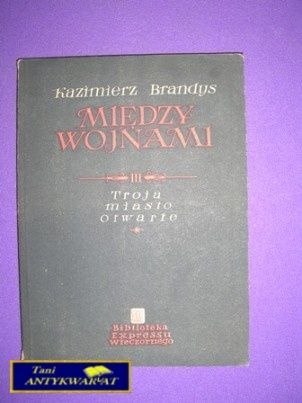 Kazimierz Brandys
MIĘDZY
WOJNAMI
III
Troja
miasto
otwarte
Biblioteka
Expressu
Wieczornego
Tani
ANTYKWARIAT